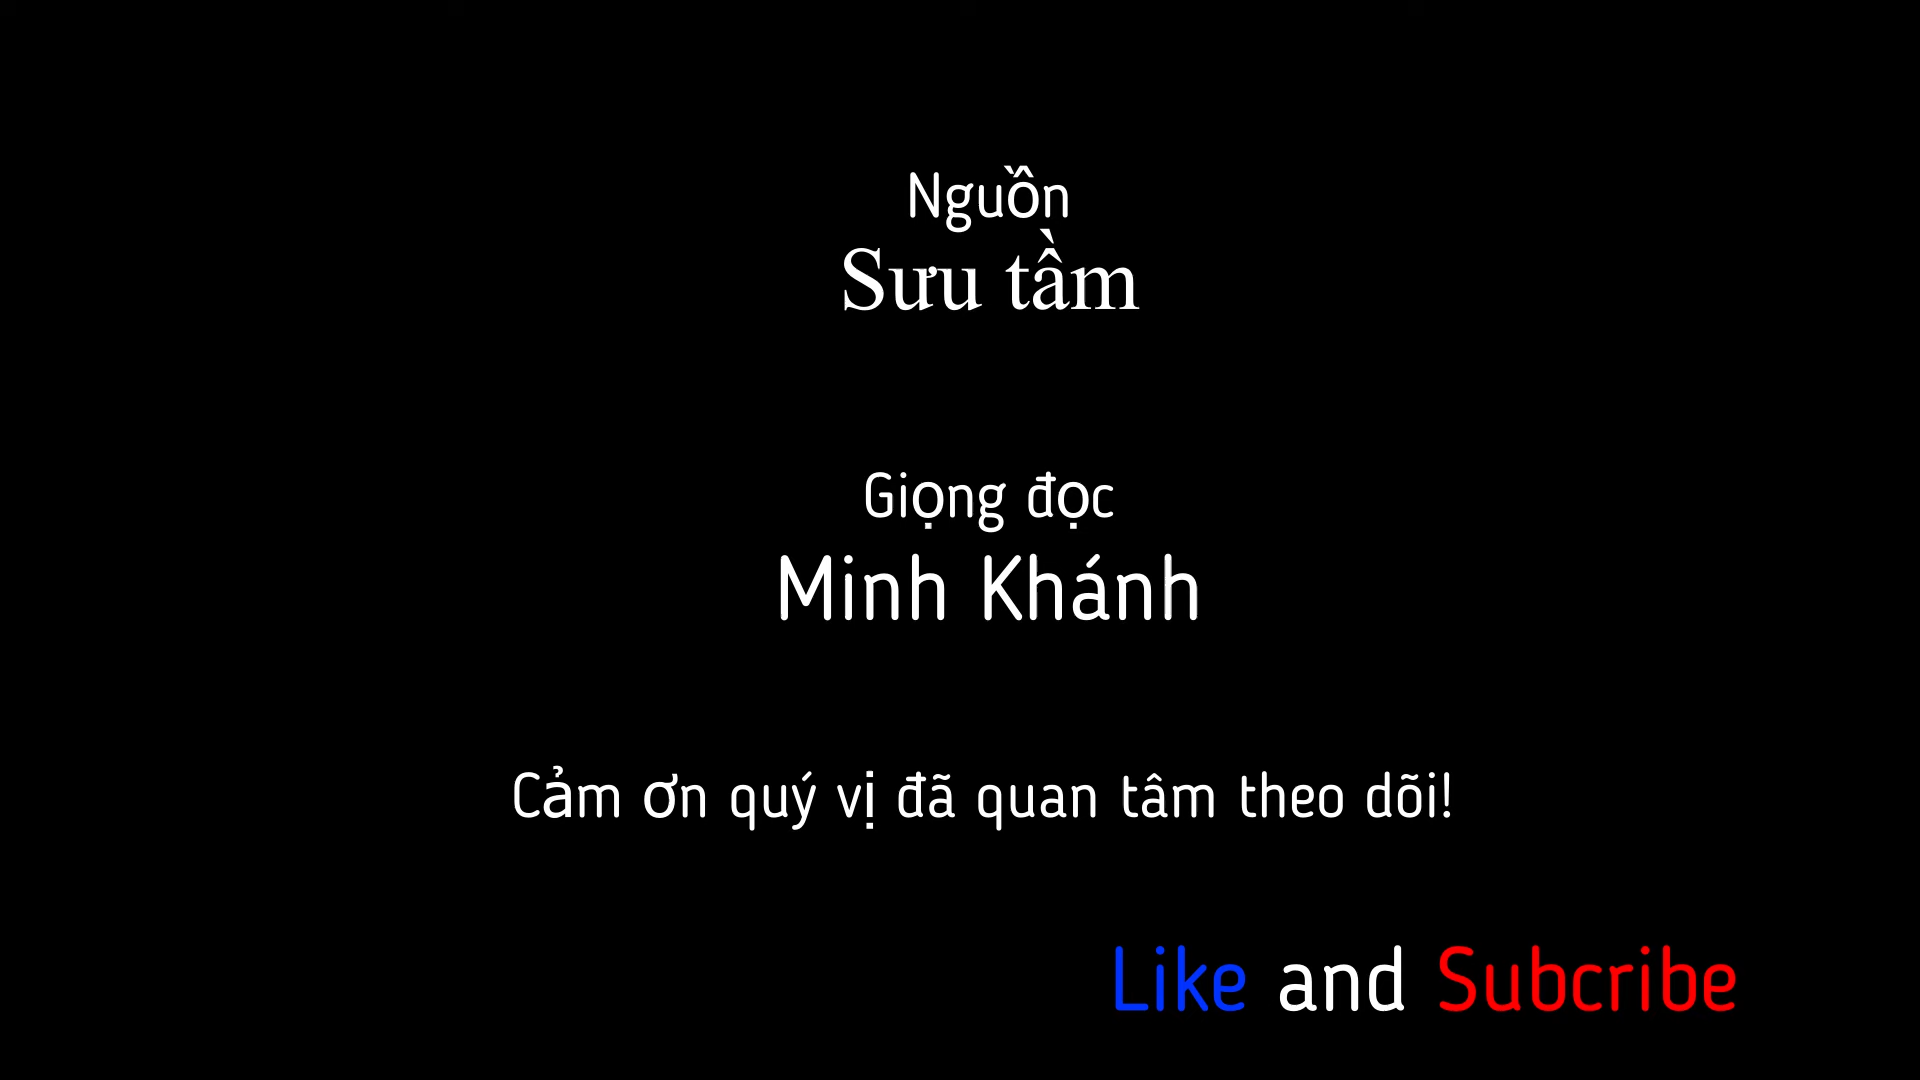 Nguồn
Sưu tầm
Giọng đọc
Minh Khánh
Cảm ơn quý vị đã quan tâm theo dõi!
Like and Subcribe